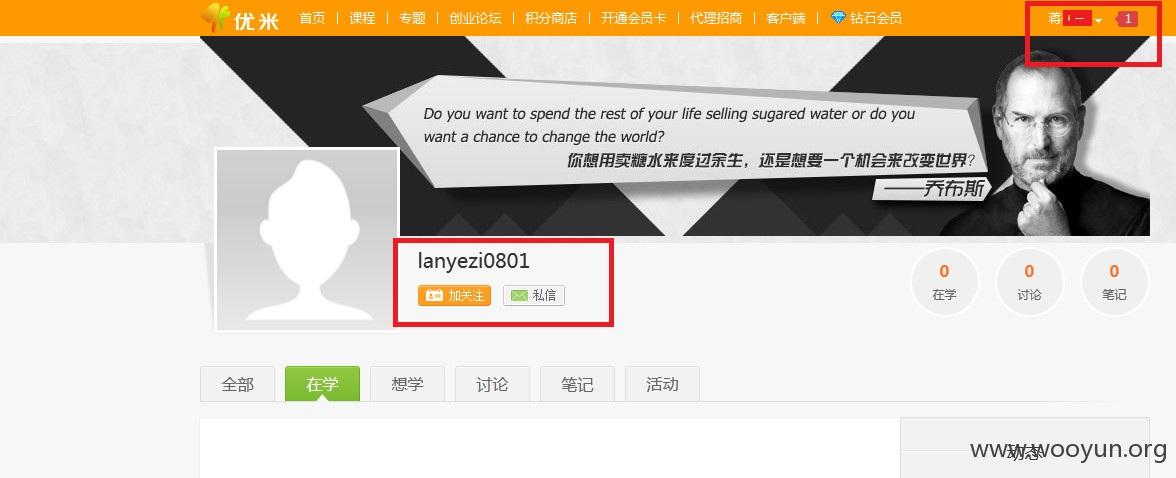 优米 首页 课程 专题 创业论坛 积分商店 开通会员卡 代理招商 客户端 钻石会员 蒋 1
Do you want to spend the rest of your life selling sugared water or do you
want a chance to change the world?
你想用卖糖水来度过余生，还是想要一个机会来改变世界？
——乔布斯
lanyezi0801
加关注 私信
0 0 0
在学 讨论 笔记
全部 在学 想学 讨论 笔记 活动
动态
www.wooyun.org